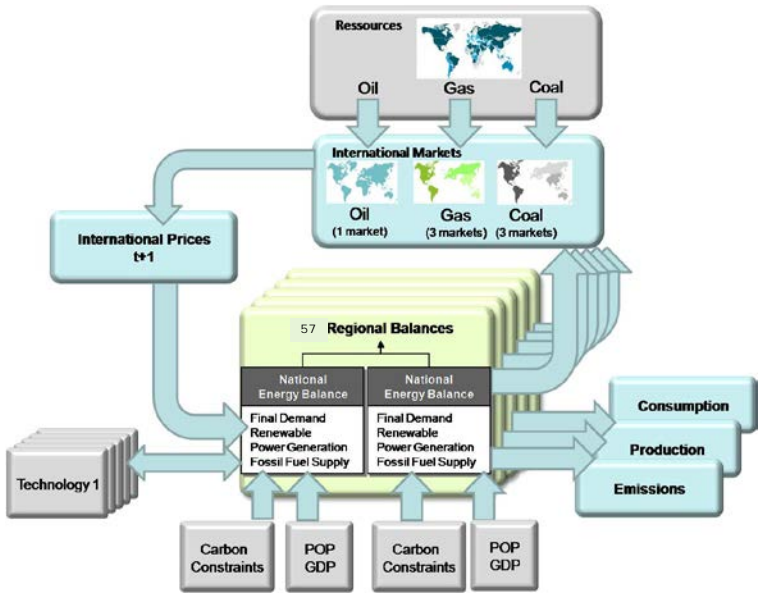 Ressources
Oil Gas Coal
International Markets
Oil Gas Coal
(1 market) (3 markets) (3 markets)
International Prices
t+1
57 Regional Balances
National
Energy Balance
Final Demand
Renewable
Power Generation
Fossil Fuel Supply
National
Energy Balance
Final Demand
Renewable
Power Generation
Fossil Fuel Supply
Consumption
Production
Emissions
Technology 1
Carbon
Constraints
POP
GDP
Carbon
Constraints
POP
GDP